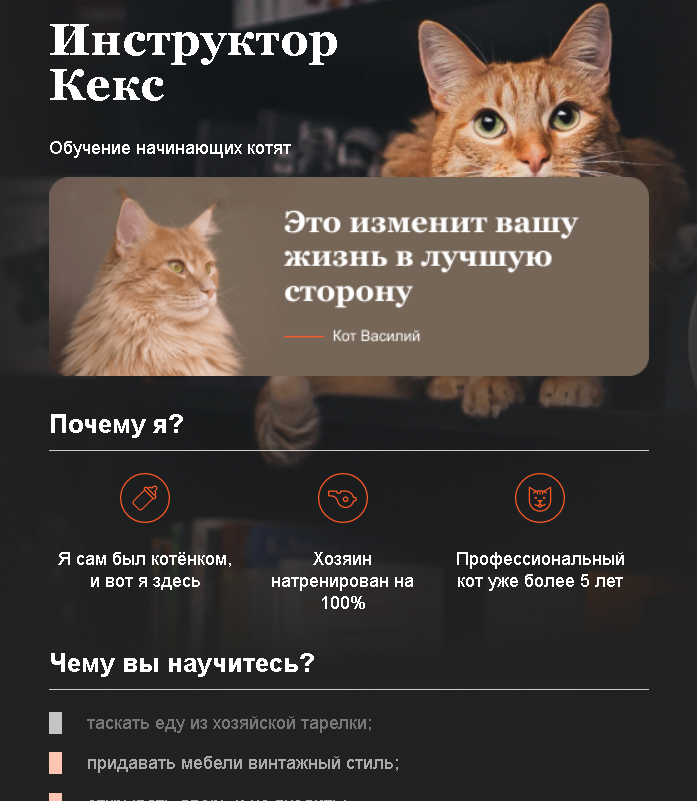 Инструктор
Кекс
Обучение начинающих котят
Это изменит вашу
жизнь в лучшую
сторону
Кот Василий
Почему я?
Я сам был котёнком,
и вот я здесь
Хозяин
натренирован на
100%
Профессиональный
кот уже более 5 лет
Чему вы научитесь?
таскать еду из хозяйской тарелки;
придавать мебели винтажный стиль;